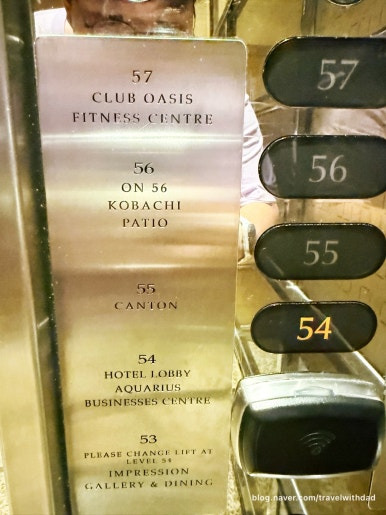 57
CLUB OASIS
FITNESS CENTRE
56
ON 56
KOBACHI
PATIO
55
CANTON
54
HOTEL LOBBY
AQUARIUS
BUSINESSES CENTRE
53
PLEASE CHANGE LIFT AT
LEVEL 54
IMPRESSION
GALLERY & DINING
57
56
55
54
blog.naver.com/travelwithdad